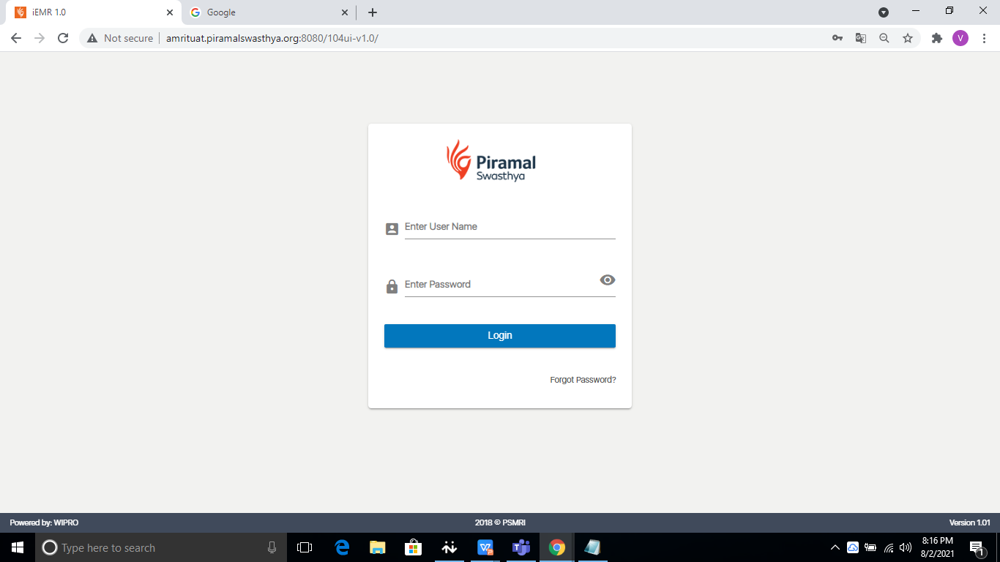 iEMR 1.0
Google
Not secure
amrituat.piramalswasthya.org:8080/104ui-v1.0/
V
Piramal
Swasthya
Enter User Name
Enter Password
Login
Forgot Password?
Powered by: WIPRO
2018 © PSMRI
Version 1.01
Type here to search
8:16 PM
8/2/2021
1